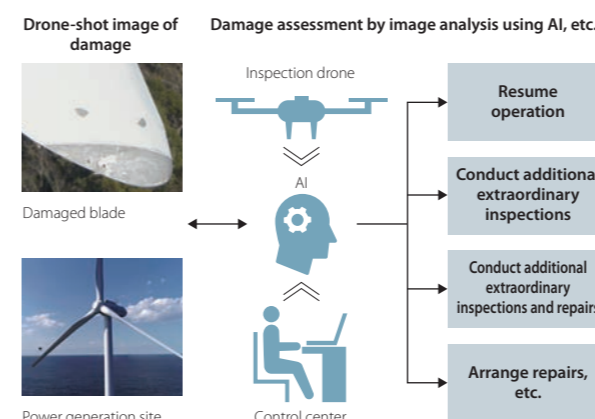 Drone-shot image of
damage
Damage assessment by image analysis using AI, etc.
Inspection drone
AI
Damaged blade
Power generation site
Control center
Resume
operation
Conduct additional
extraordinary
inspections
Conduct additional
extraordinary
inspections and repairs
Arrange repairs,
etc.